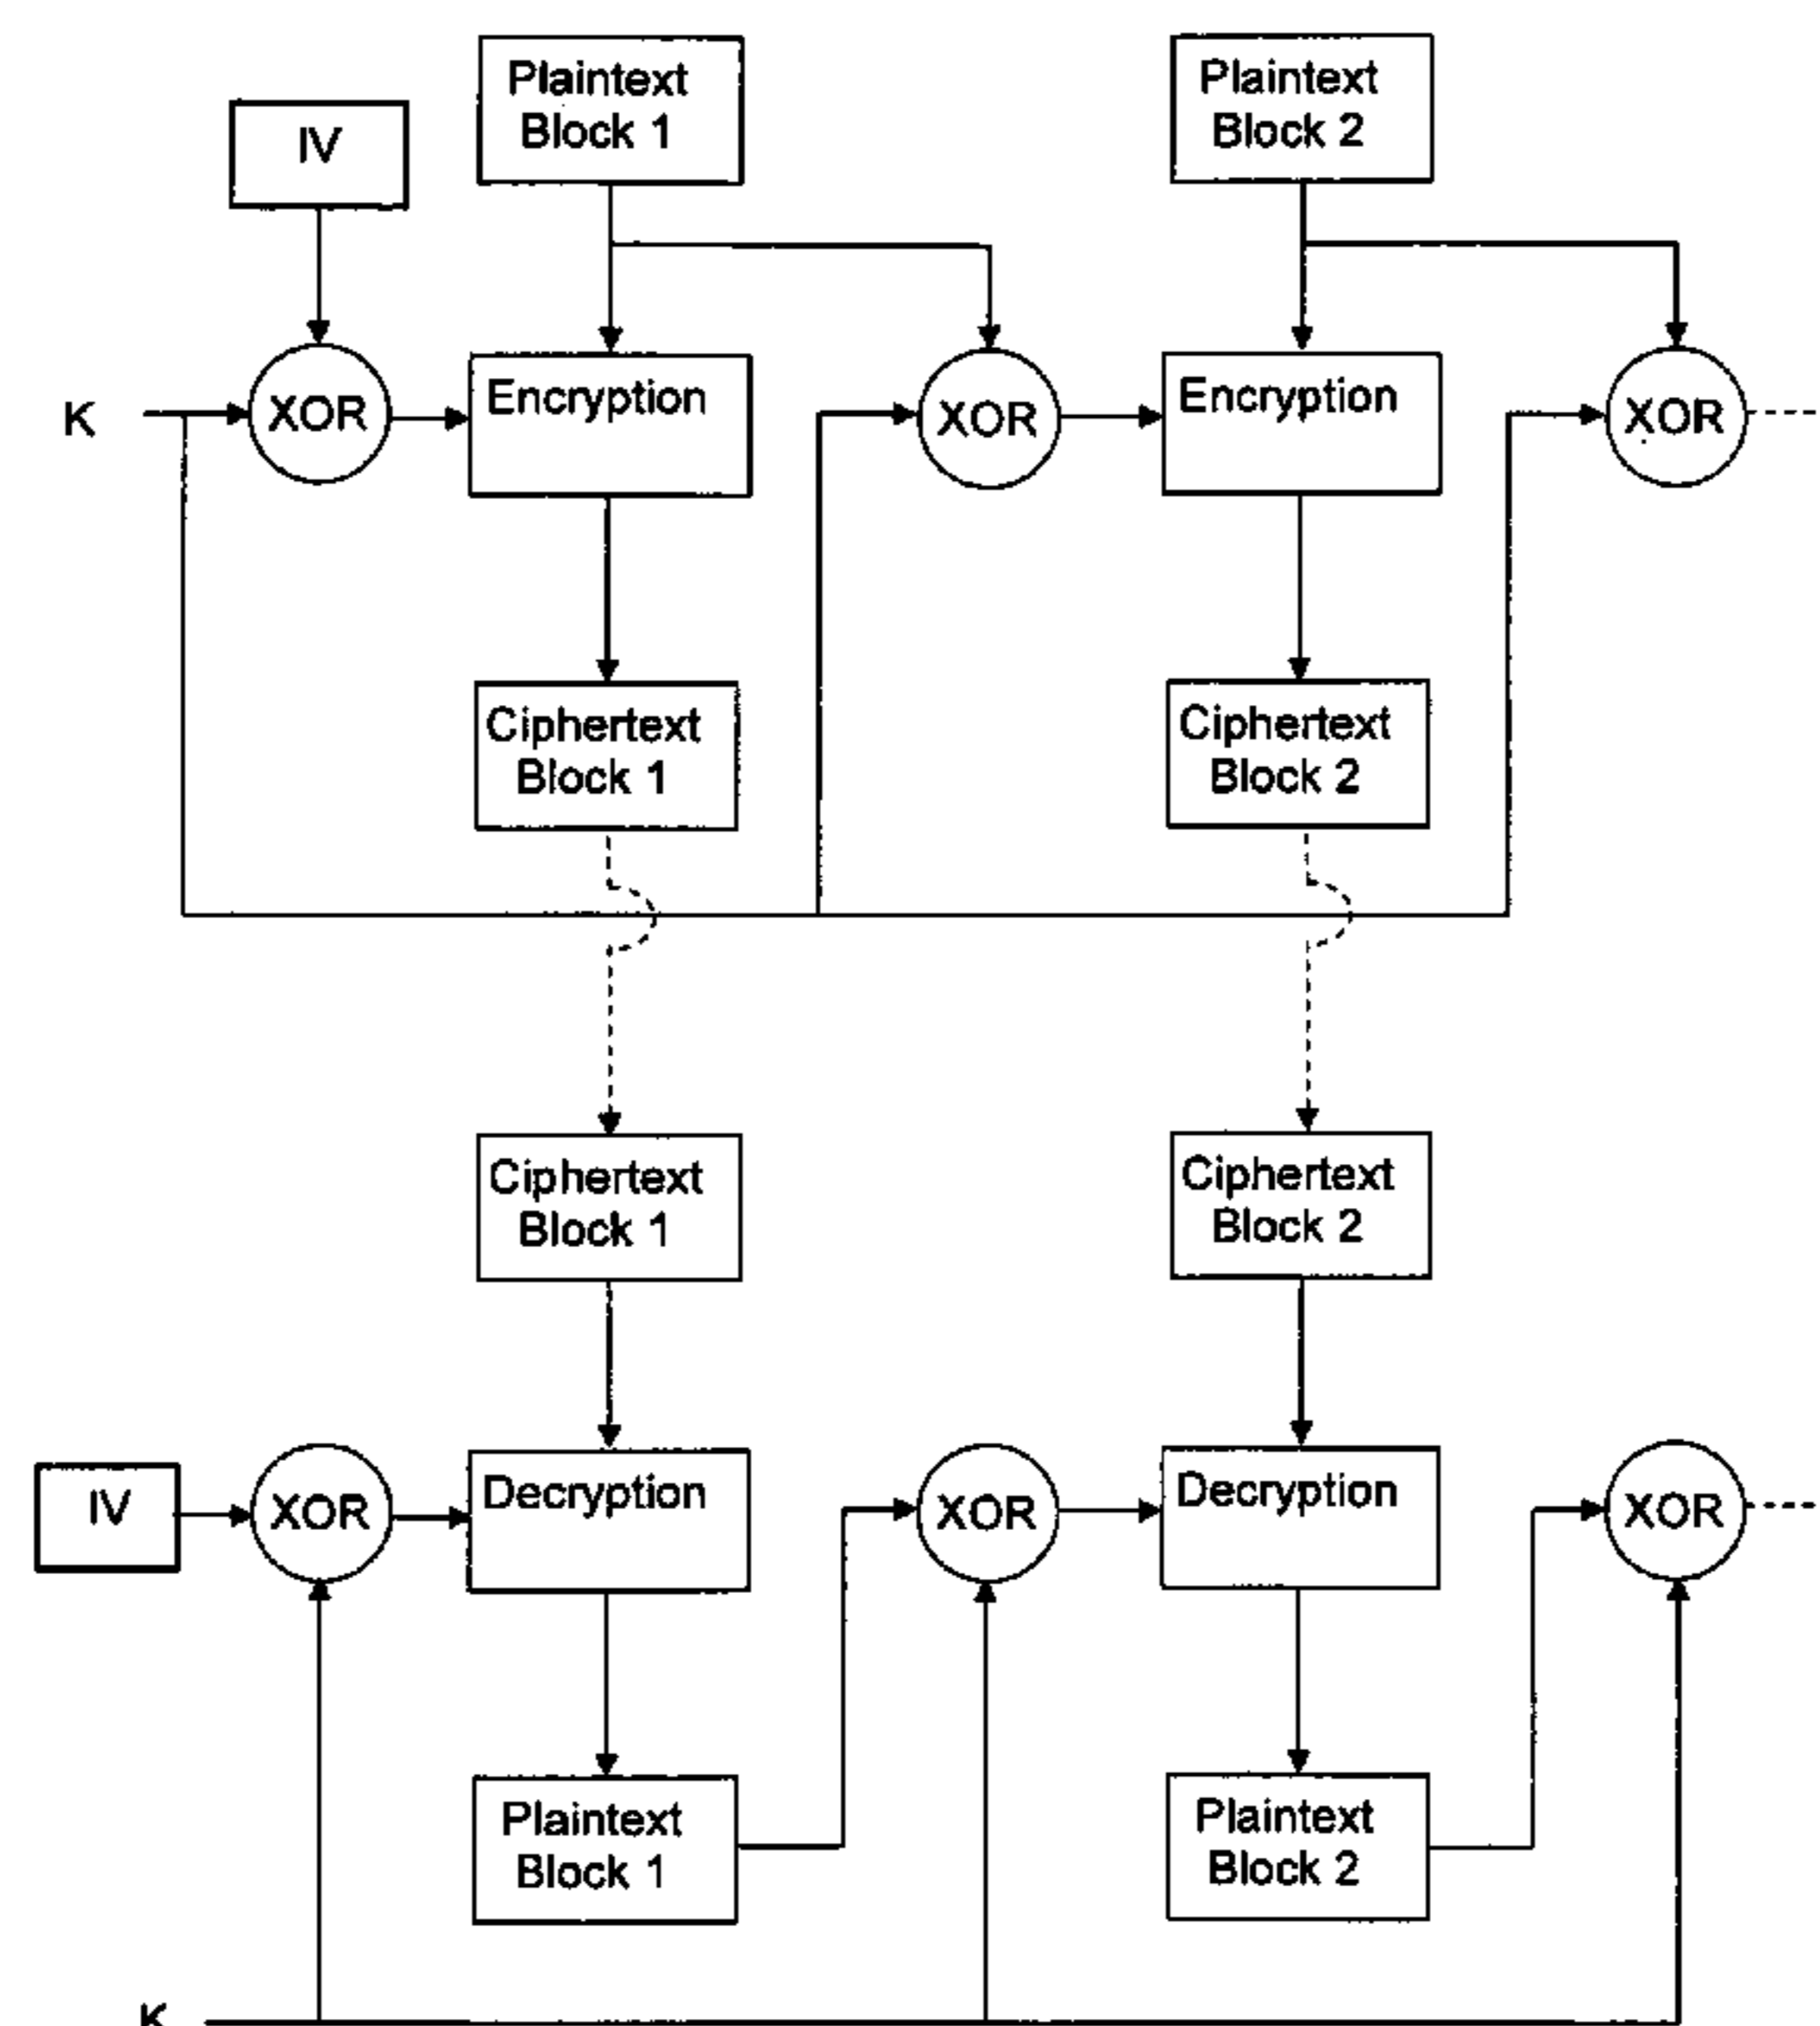 Plaintext
Block 1
Plaintext
Block 2
IV
K
XOR
Encryption
XOR
Encryption
XOR
Ciphertext
Block 1
Ciphertext
Block 2
Ciphertext
Block 1
Ciphertext
Block 2
IV
XOR
Decryption
XOR
Decryption
XOR
Plaintext
Block 1
Plaintext
Block 2
K